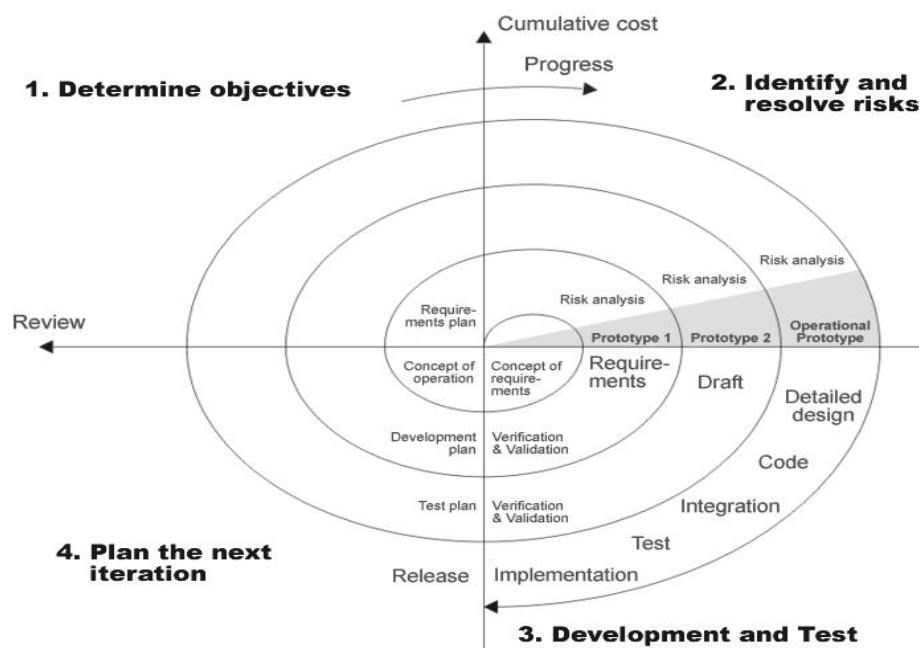 Cumulative cost
Progress
1. Determine objectives
2. Identify and
resolve risks
Risk analysis
Risk analysis
Risk analysis
Require-
ments plan
Review
Prototype 1
Prototype 2
Operational
Prototype
Concept of
operation
Concept of
require-
ments
Require-
ments
Draft
Detailed
design
Development
plan
Verification
& Validation
Code
Test plan
Verification
& Validation
Integration
Test
4. Plan the next
iteration
Release
Implementation
3. Development and Test